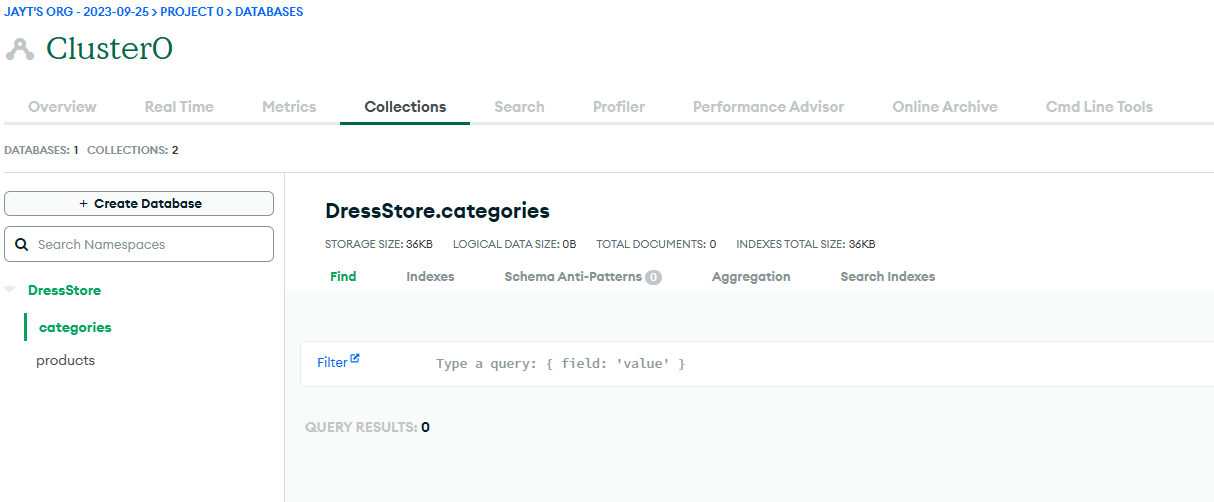 JAYT'S ORG - 2023-09-25 > PROJECT 0 > DATABASES
Cluster0
Overview Real Time Metrics Collections Search Profiler Performance Advisor Online Archive Cmd Line Tools
DATABASES: 1 COLLECTIONS: 2
+ Create Database
Search Namespaces
DressStore
categories
products
DressStore.categories
STORAGE SIZE: 36KB LOGICAL DATA SIZE: 0B TOTAL DOCUMENTS: 0 INDEXES TOTAL SIZE: 36KB
Find Indexes Schema Anti-Patterns 0 Aggregation Search Indexes
Filter Type a query: { field: 'value' }
QUERY RESULTS: 0